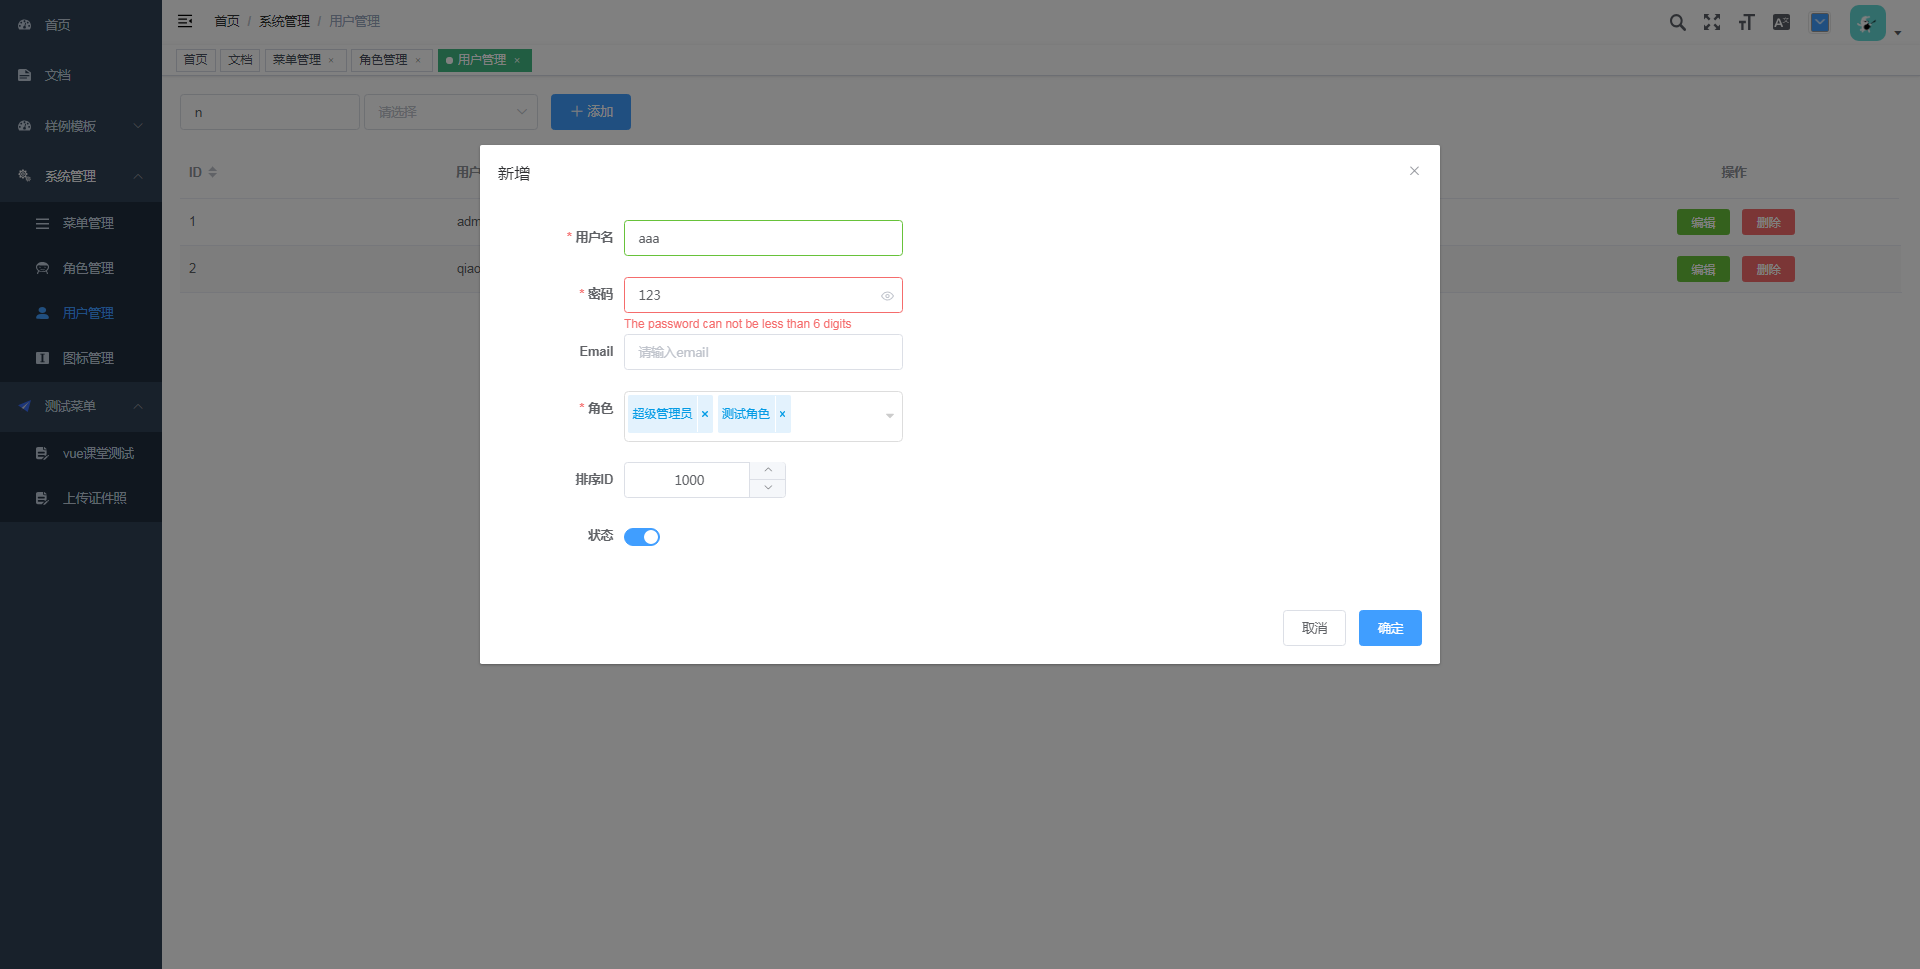 首页
文档
样例模板
系统管理
菜单管理
角色管理
用户管理
图标管理
测试菜单
vue课堂测试
上传证件照
首页 / 系统管理 / 用户管理
首页 文档 菜单管理 × 角色管理 × 用户管理 ×
n 请选择 + 添加
ID 用户 操作
1 adm 编辑 删除
2 qiao 编辑 删除
新增 ×
* 用户名 aaa
* 密码 123
The password can not be less than 6 digits
Email 请输入email
* 角色 超级管理员 × 测试角色 ×
排序ID 1000
状态
取消 确定